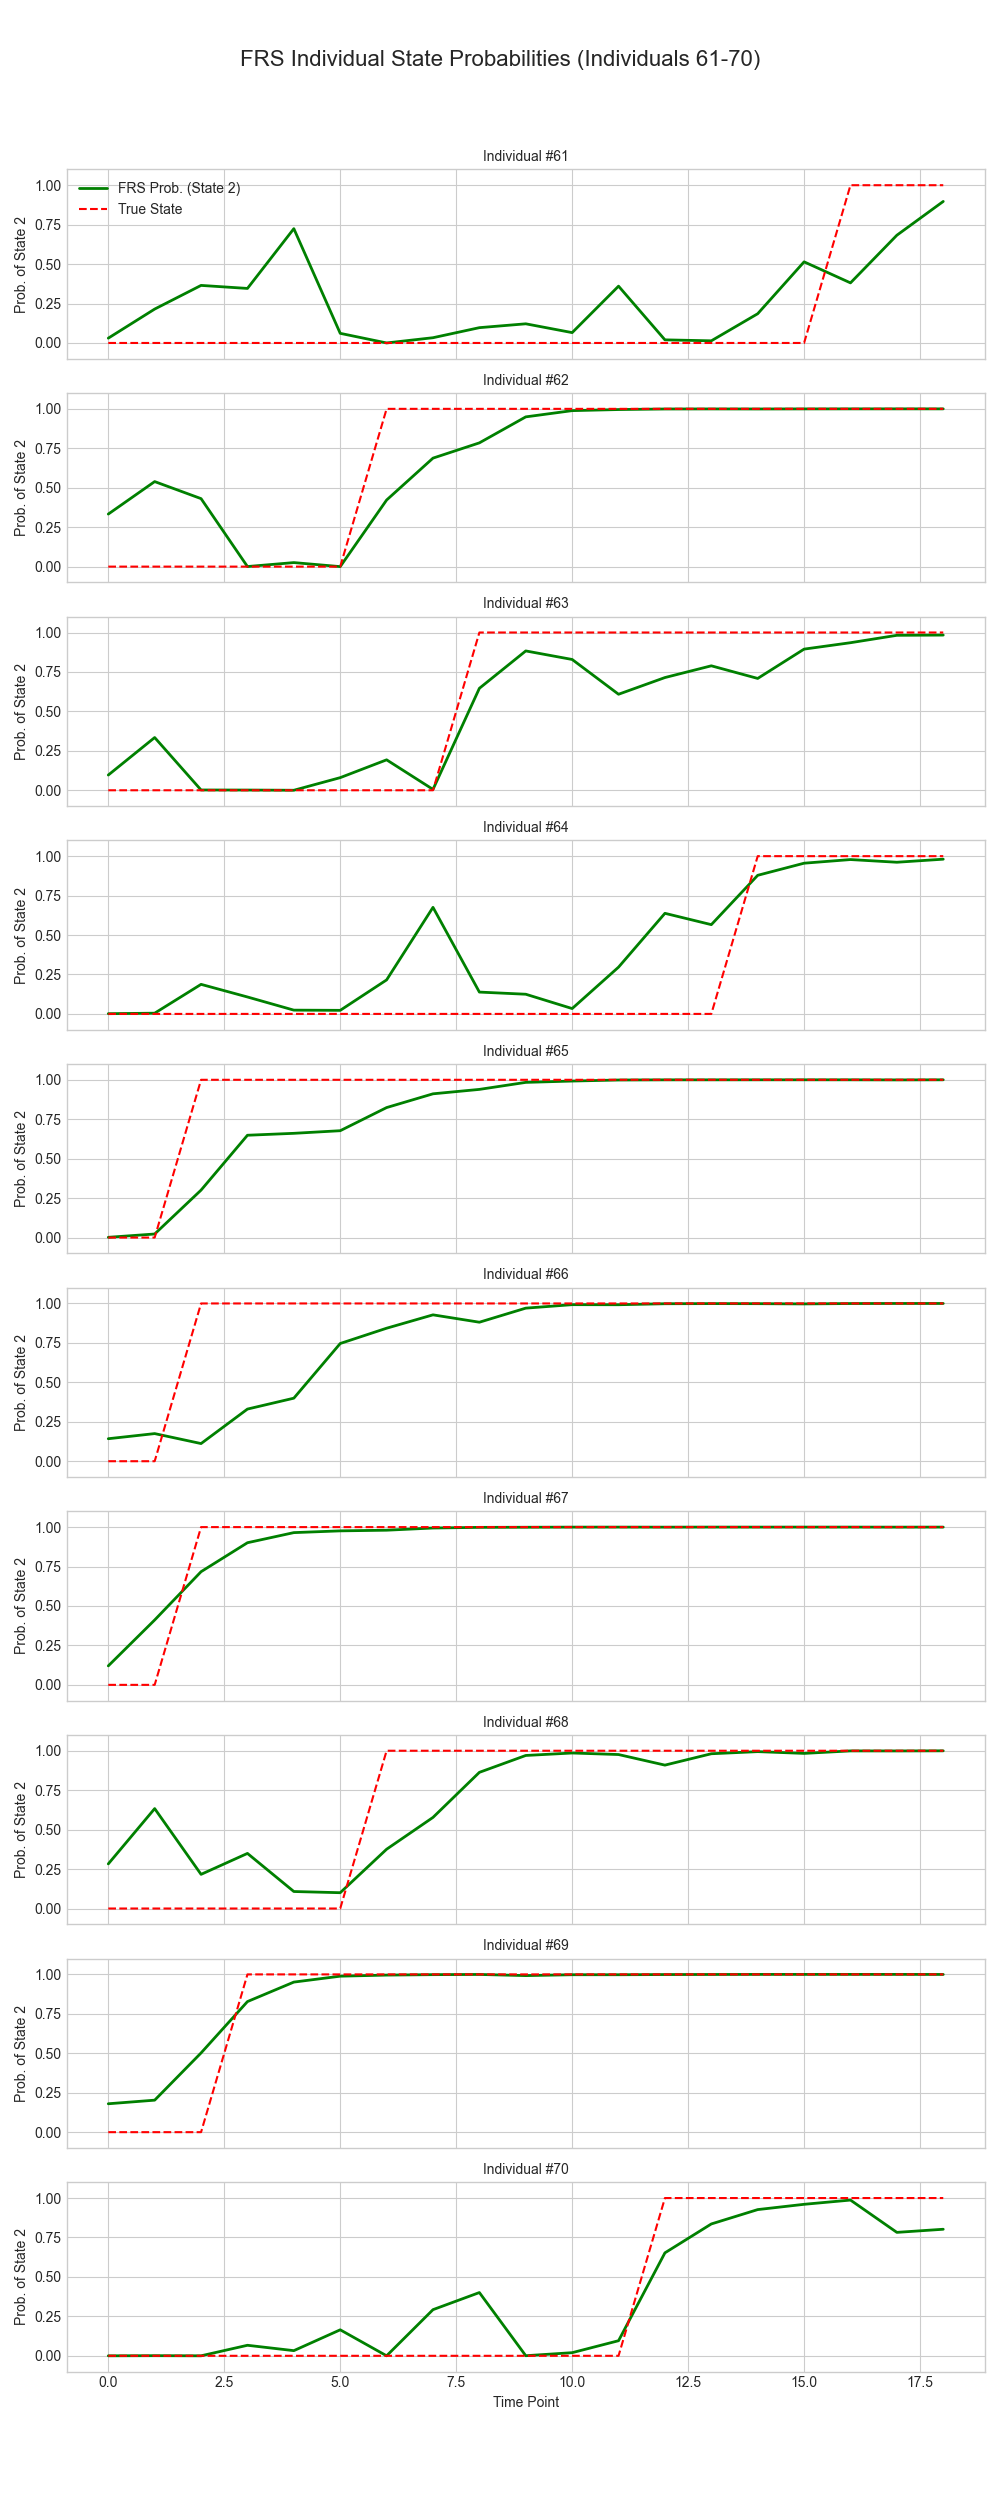 FRS Individual State Probabilities (Individuals 61-70)
Individual #61
FRS Prob. (State 2)
True State
Prob. of State 2
1.00
0.75
0.50
0.25
0.00
Individual #62
Prob. of State 2
1.00
0.75
0.50
0.25
0.00
Individual #63
Prob. of State 2
1.00
0.75
0.50
0.25
0.00
Individual #64
Prob. of State 2
1.00
0.75
0.50
0.25
0.00
Individual #65
Prob. of State 2
1.00
0.75
0.50
0.25
0.00
Individual #66
Prob. of State 2
1.00
0.75
0.50
0.25
0.00
Individual #67
Prob. of State 2
1.00
0.75
0.50
0.25
0.00
Individual #68
Prob. of State 2
1.00
0.75
0.50
0.25
0.00
Individual #69
Prob. of State 2
1.00
0.75
0.50
0.25
0.00
Individual #70
Prob. of State 2
1.00
0.75
0.50
0.25
0.00
0.0 2.5 5.0 7.5 10.0 12.5 15.0 17.5
Time Point